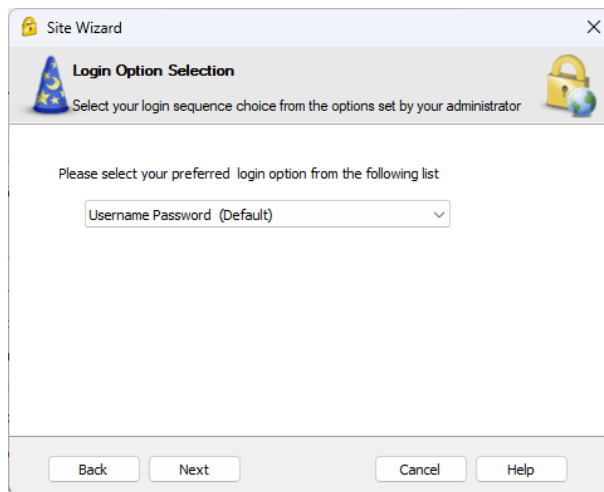 Site Wizard
Login Option Selection
Select your login sequence choice from the options set by your administrator
Please select your preferred login option from the following list
Username Password (Default)
Back Next Cancel Help